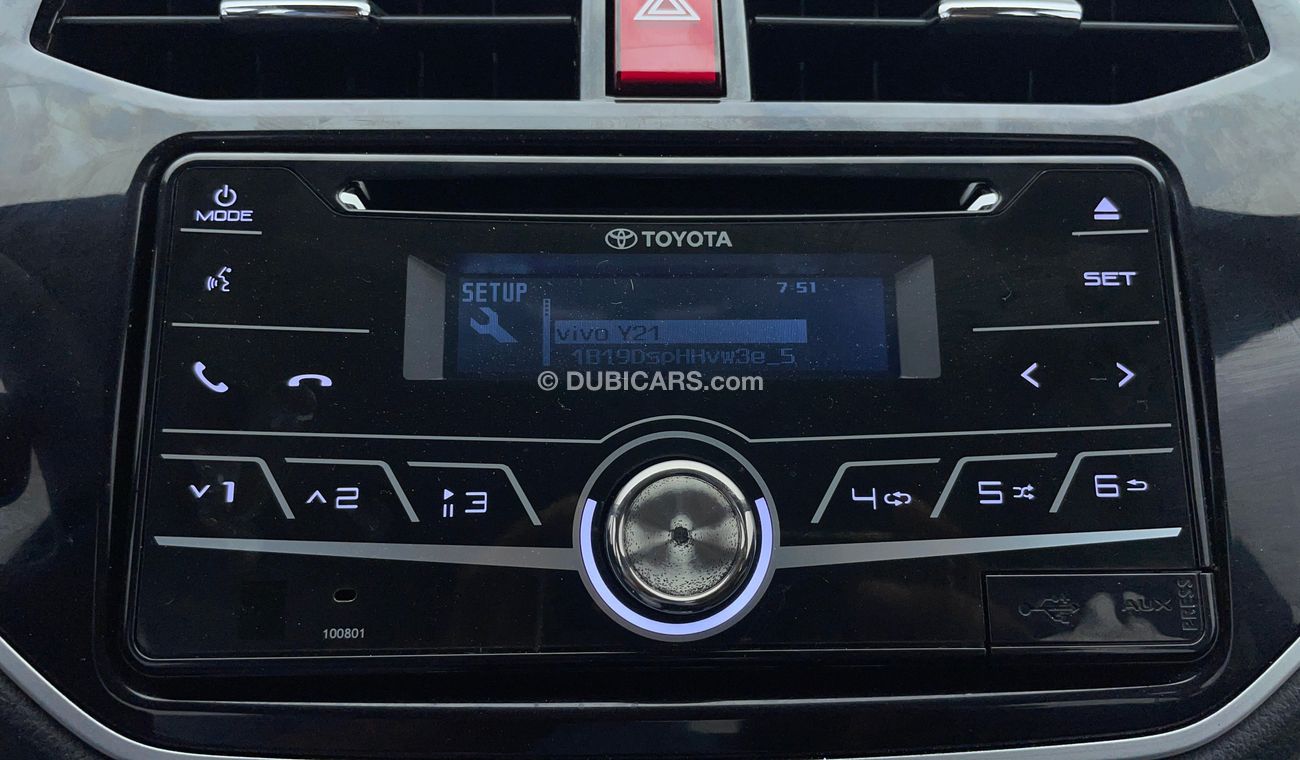 MODE
TOYOTA
SETUP 7:51
SET
vivo Y21
1819DspHHvw3e_5
© DUBICARS.com
1 2 3 4 5 6
100801
AUX
PRESS